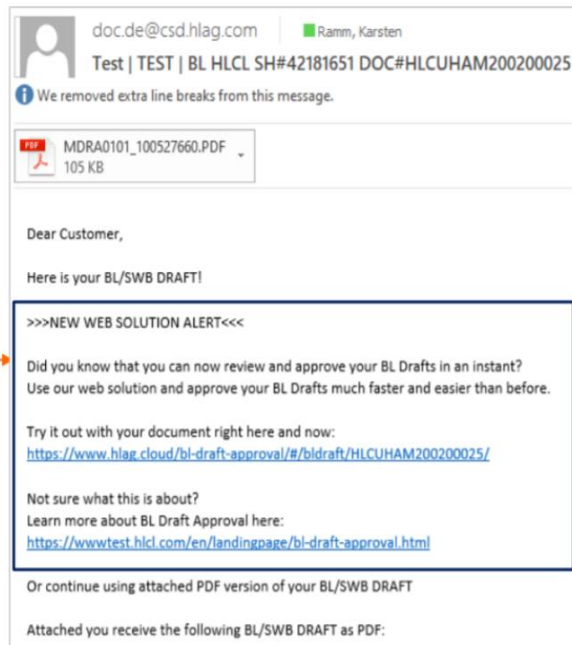 doc.de@csd.hlag.com Ramm, Karsten
Test | TEST | BL HLCL SH#42181651 DOC#HLCUHAM200200025
We removed extra line breaks from this message.
PDF MDRA0101_100527660.PDF
105 KB
Dear Customer,
Here is your BL/SWB DRAFT!
>>>NEW WEB SOLUTION ALERT<<<
Did you know that you can now review and approve your BL Drafts in an instant?
Use our web solution and approve your BL Drafts much faster and easier than before.
Try it out with your document right here and now:
https://www.hlag.cloud/bl-draft-approval/#/bldraft/HLCUHAM200200025/
Not sure what this is about?
Learn more about BL Draft Approval here:
https://wwwtest.hlcl.com/en/landingpage/bl-draft-approval.html
Or continue using attached PDF version of your BL/SWB DRAFT
Attached you receive the following BL/SWB DRAFT as PDF: